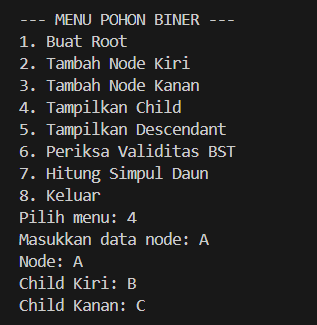 --- MENU POHON BINER ---
1. Buat Root
2. Tambah Node Kiri
3. Tambah Node Kanan
4. Tampilkan Child
5. Tampilkan Descendant
6. Periksa Validitas BST
7. Hitung Simpul Daun
8. Keluar
Pilih menu: 4
Masukkan data node: A
Node: A
Child Kiri: B
Child Kanan: C